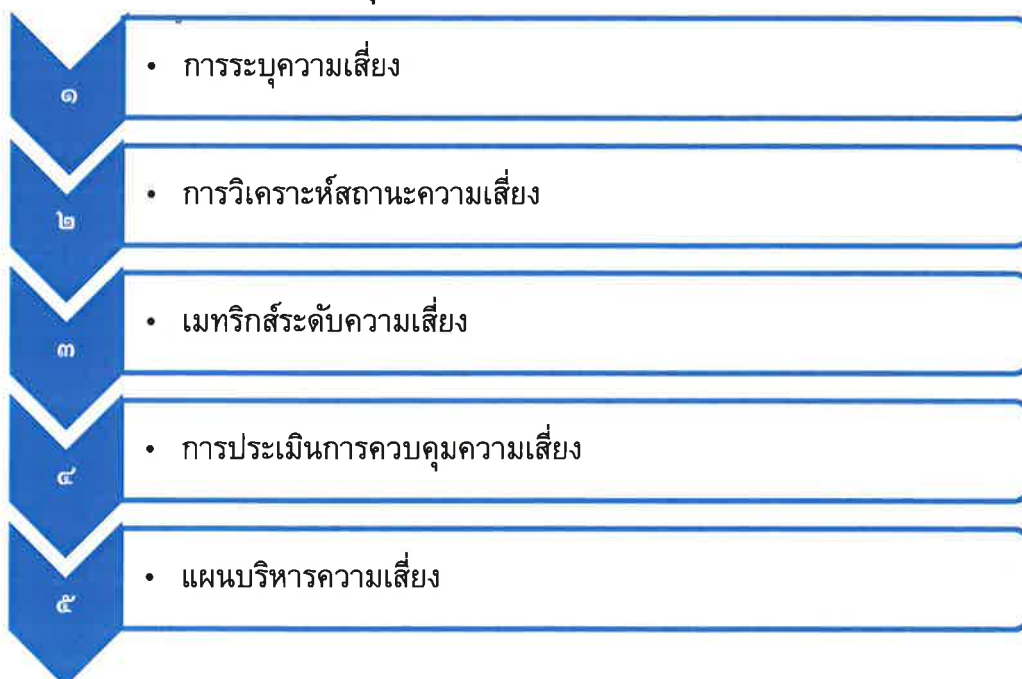 ๑
• การระบุความเสี่ยง
๒
• การวิเคราะห์สถานะความเสี่ยง
๓
• เมทริกส์ระดับความเสี่ยง
๔
• การประเมินการควบคุมความเสี่ยง
๕
• แผนบริหารความเสี่ยง